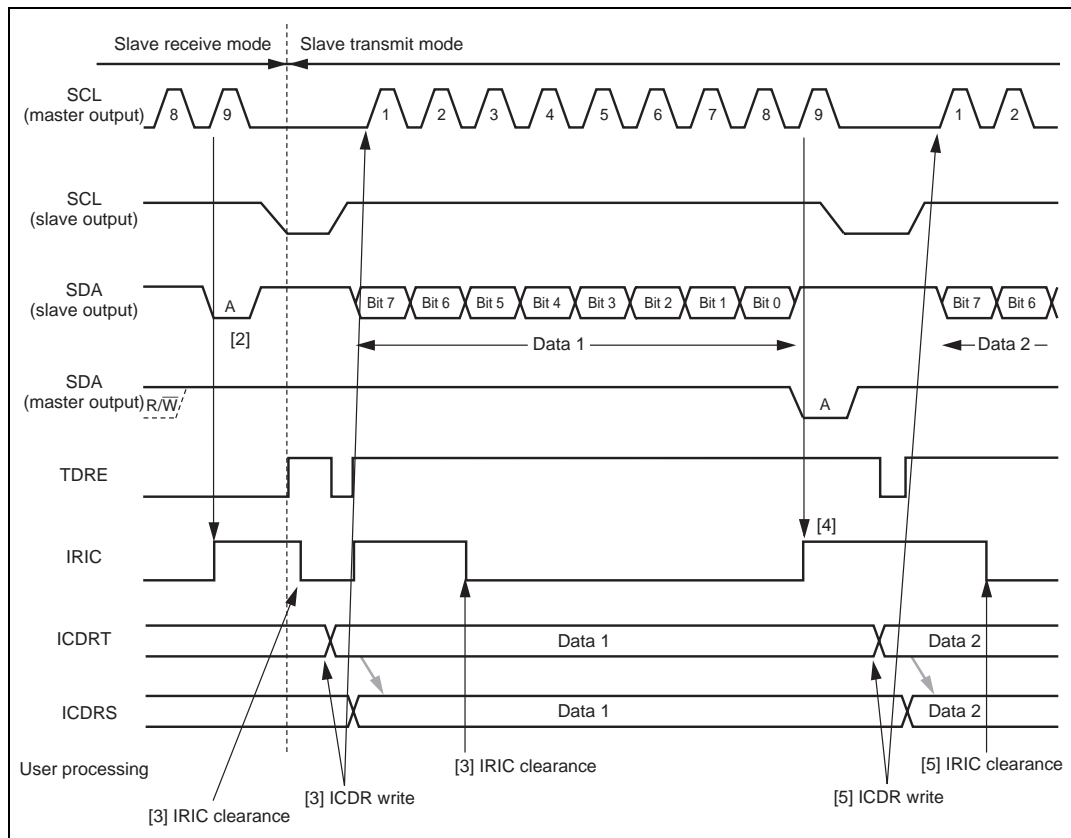 Slave receive mode Slave transmit mode
SCL
(master output)
8 9 1 2 3 4 5 6 7 8 9 1 2
SCL
(slave output)
SDA
(slave output)
A Bit 7 Bit 6 Bit 5 Bit 4 Bit 3 Bit 2 Bit 1 Bit 0 Bit 7 Bit 6
[2] Data 1 Data 2
SDA
(master output)
R/W̅ A
TDRE
[4]
IRIC
ICDRT Data 1 Data 2
ICDRS Data 1 Data 2
User processing
[3] IRIC clearance [5] IRIC clearance
[3] ICDR write [5] ICDR write
[3] IRIC clearance